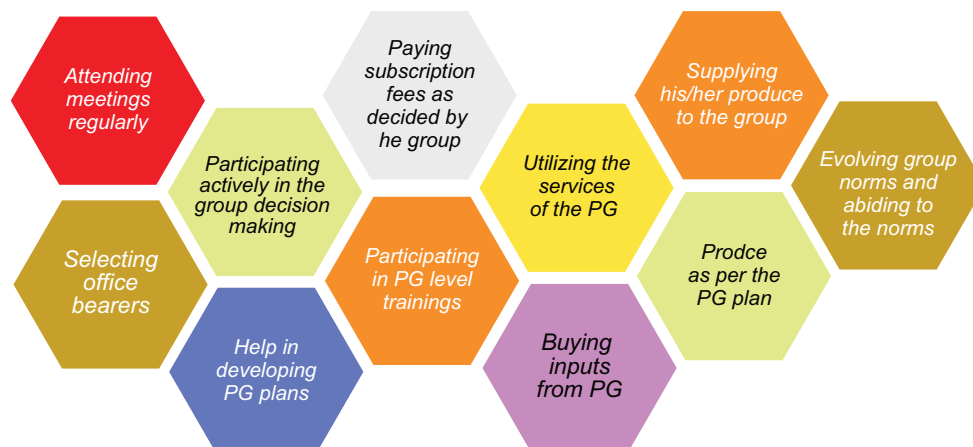 Attending
meetings
regularly
Paying
subscription
fees as
decided by
he group
Supplying
his/her produce
to the group
Participating
actively in the
group decision
making
Utilizing the
services
of the PG
Evolving group
norms and
abiding to
the norms
Selecting
office
bearers
Participating
in PG level
trainings
Prodce
as per the
PG plan
Help in
developing
PG plans
Buying
inputs
from PG